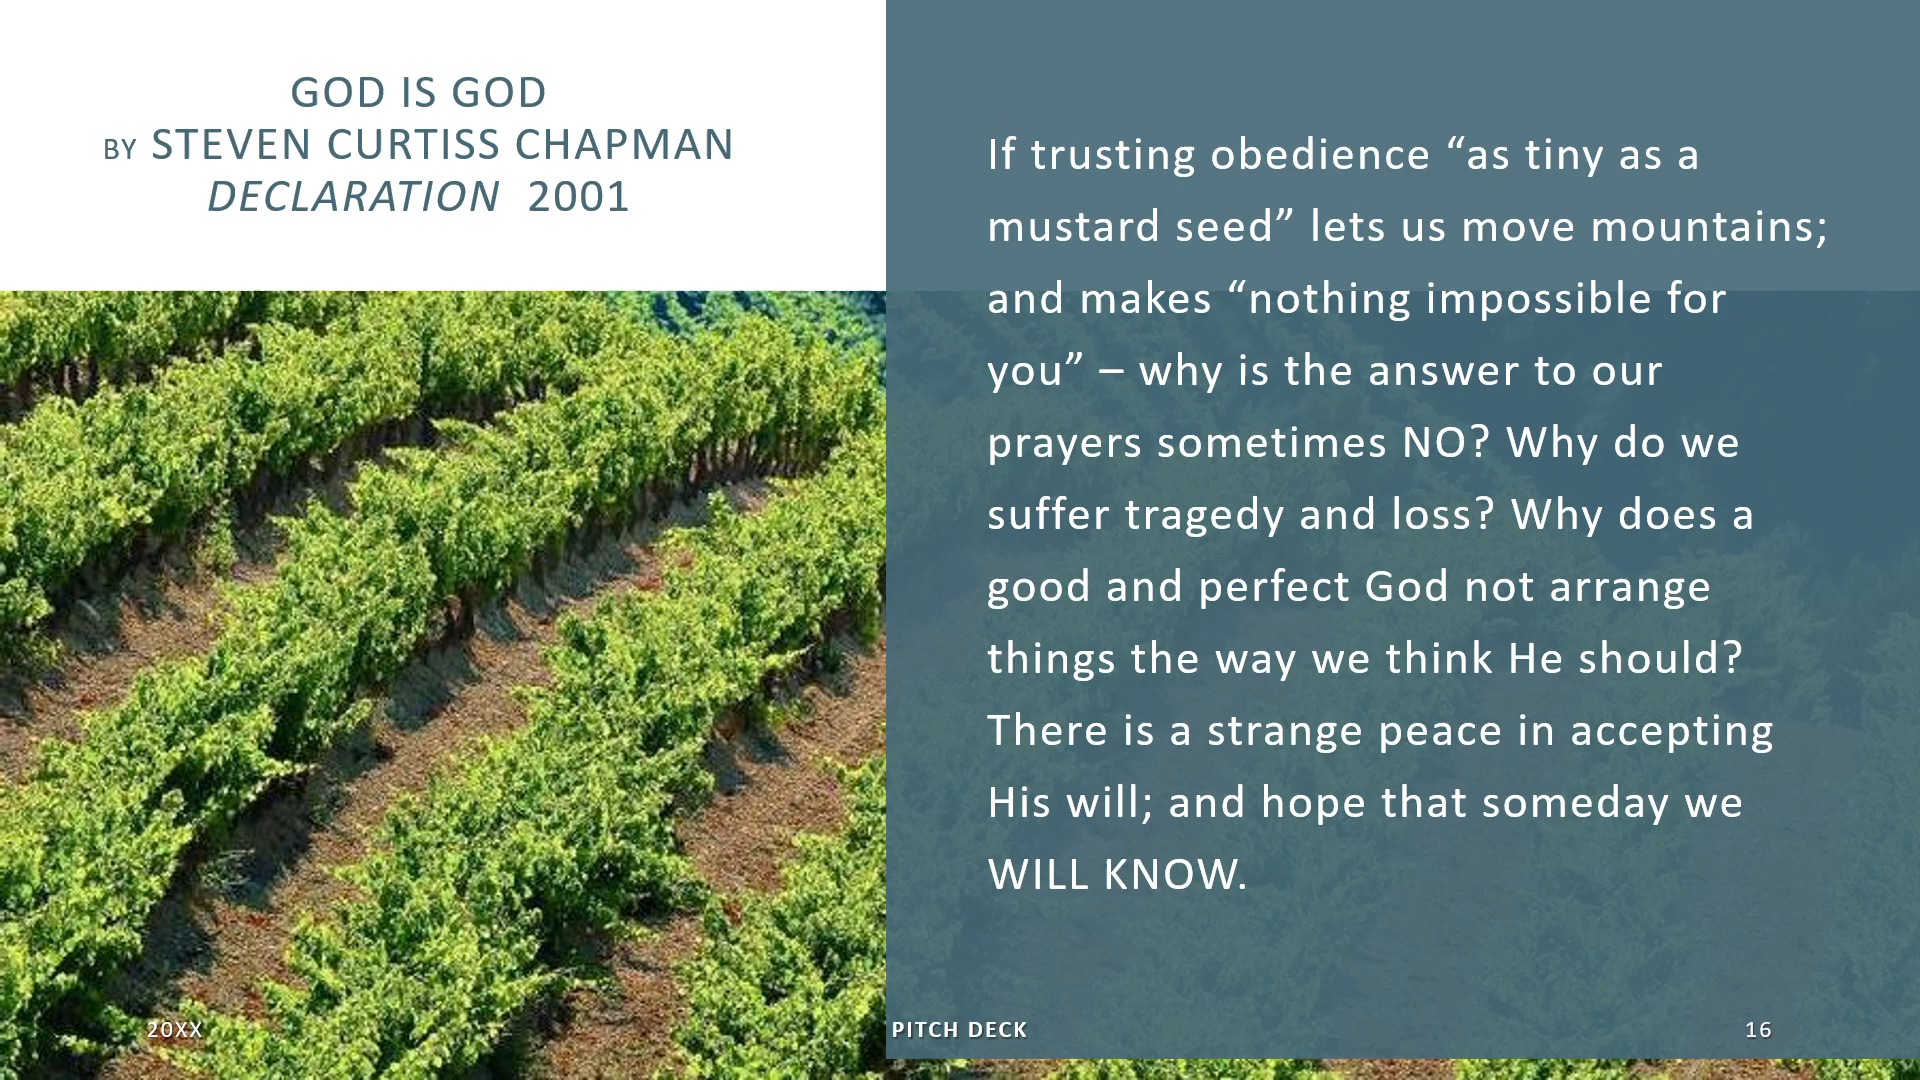 GOD IS GOD
BY STEVEN CURTISS CHAPMAN
DECLARATION 2001
If trusting obedience “as tiny as a
mustard seed” lets us move mountains;
and makes “nothing impossible for
you” – why is the answer to our
prayers sometimes NO? Why do we
suffer tragedy and loss? Why does a
good and perfect God not arrange
things the way we think He should?
There is a strange peace in accepting
His will; and hope that someday we
WILL KNOW.
20XX
PITCH DECK
16